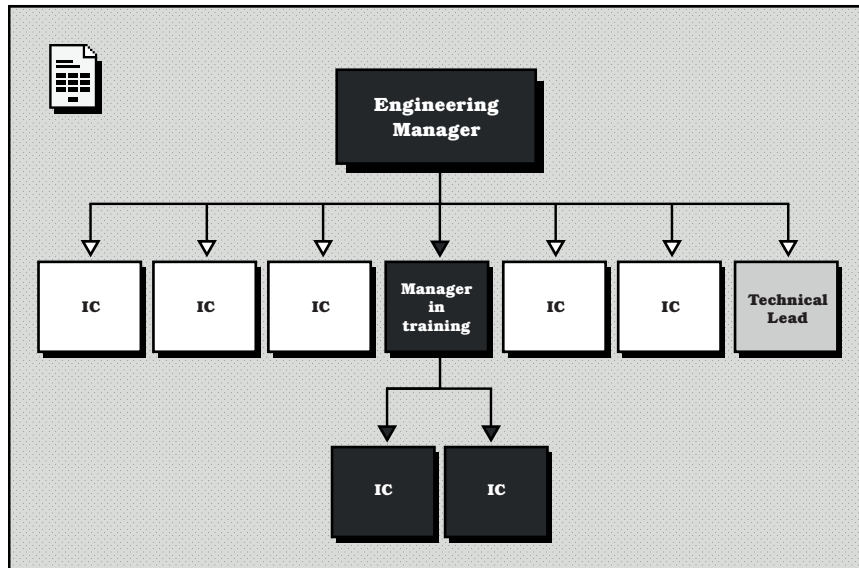 Engineering
Manager
IC
IC
IC
Manager
in
training
IC
IC
Technical
Lead
IC
IC